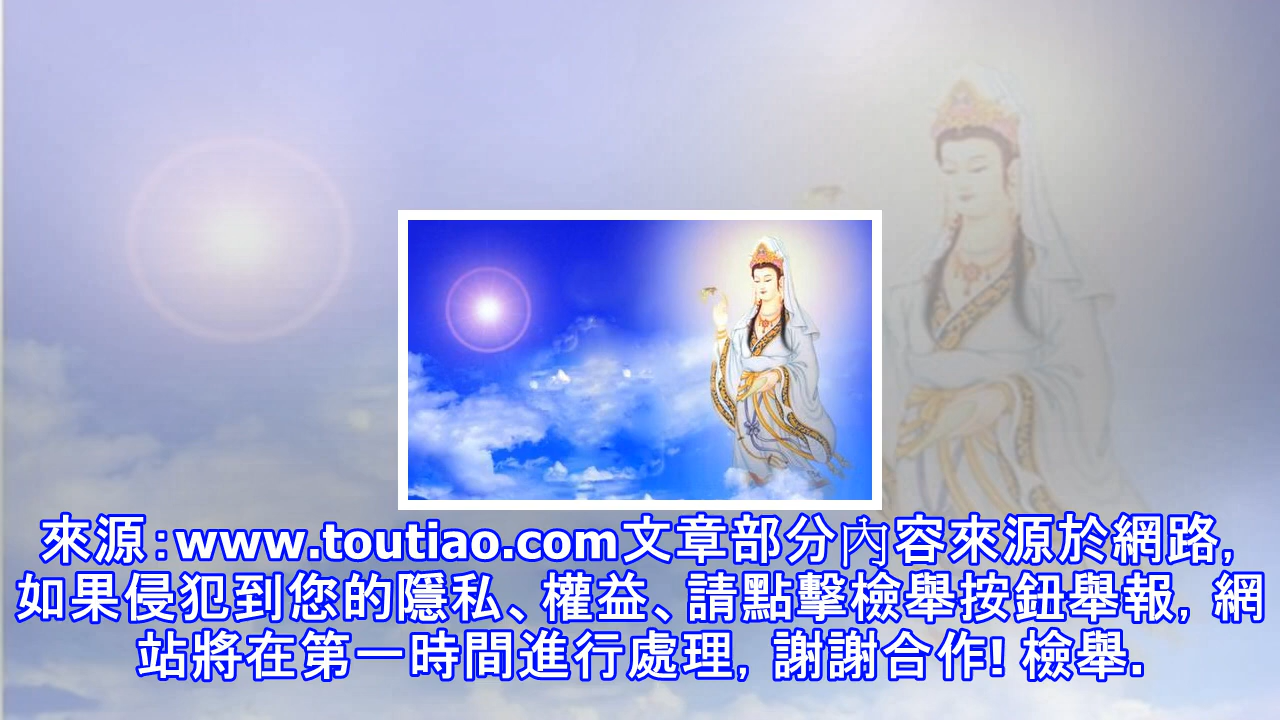 來源:www.toutiao.com文章部分內容來源於網路,
如果侵犯到您的隱私、權益、請點擊檢舉按鈕舉報, 網
站將在第一時間進行處理, 謝謝合作! 檢舉.